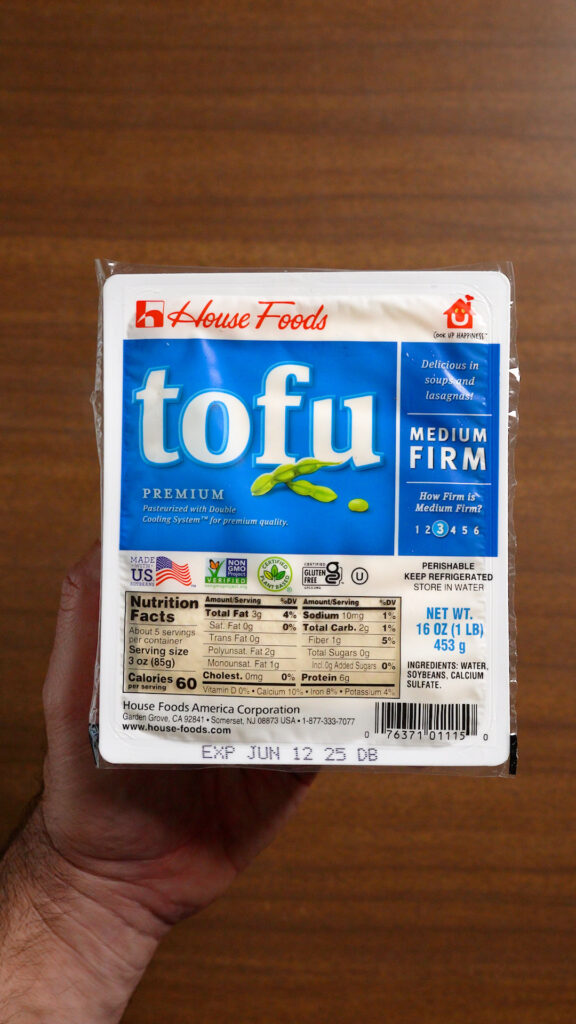 House Foods
COOK UP HAPPINESS™
tofu
PREMIUM
Pasteurized with Double
Cooling System™ for premium quality.
Delicious in
soups and
lasagnas!
MEDIUM
FIRM
How Firm is
Medium Firm?
1 2 3 4 5 6
MADE
WITH
U.S.
SOYBEANS
NON
GMO
Project
VERIFIED
CERTIFIED
PLANT BASED
CERTIFIED
GLUTEN
FREE
U
PERISHABLE
KEEP REFRIGERATED
STORE IN WATER
Nutrition
Facts
About 5 servings
per container
Serving size
3 oz (85g)
Calories 60
per serving
Amount/Serving %DV
Total Fat 3g 4%
Sat. Fat 0g 0%
Trans Fat 0g
Polyunsat. Fat 2g
Monounsat. Fat 1g
Cholest. 0mg 0%
Amount/Serving %DV
Sodium 10mg 1%
Total Carb. 2g 1%
Fiber 1g 5%
Total Sugars 0g
Incl. 0g Added Sugars 0%
Protein 6g
Vitamin D 0% • Calcium 10% • Iron 8% • Potassium 4%
NET WT.
16 OZ (1 LB)
453 g
INGREDIENTS: WATER,
SOYBEANS, CALCIUM
SULFATE.
House Foods America Corporation
Garden Grove, CA 92841 • Somerset, NJ 08873 USA • 1-877-333-7077
www.house-foods.com
0 76371 01115 0
EXP JUN 12 25 DB